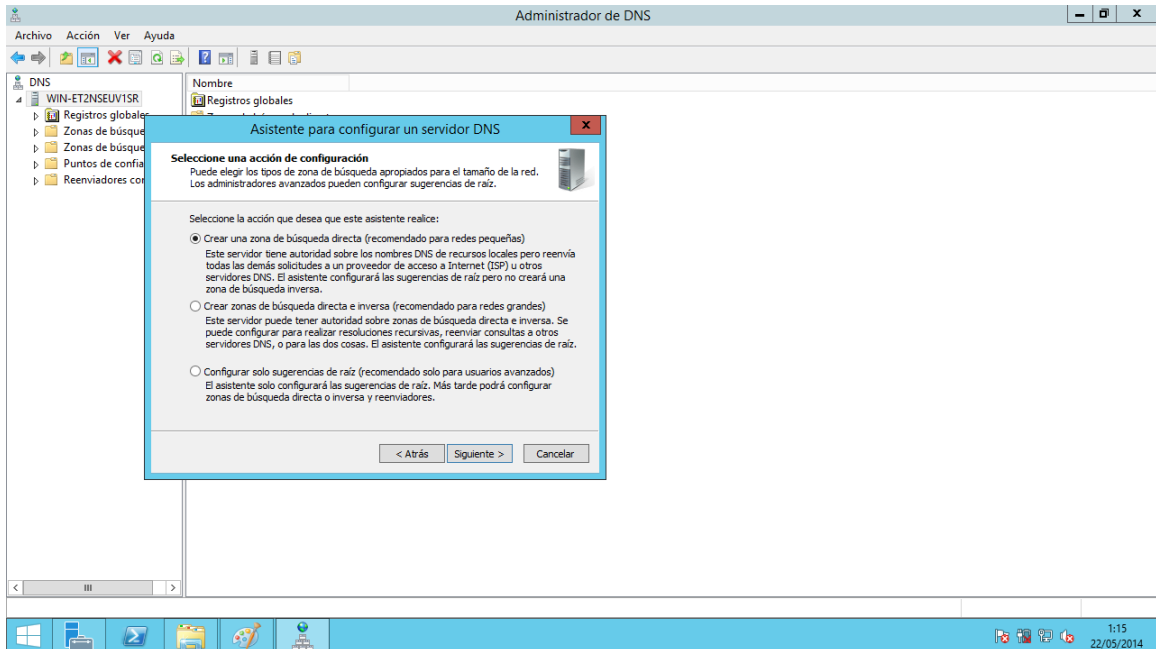 Administrador de DNS
Archivo Acción Ver Ayuda
DNS
WIN-ET2NSEUV1SR
Registros globales
Zonas de búsque
Zonas de búsque
Puntos de confia
Reenviadores cor
Nombre
Registros globales
Asistente para configurar un servidor DNS
Seleccione una acción de configuración
Puede elegir los tipos de zona de búsqueda apropiados para el tamaño de la red.
Los administradores avanzados pueden configurar sugerencias de raíz.
Seleccione la acción que desea que este asistente realice:
Crear una zona de búsqueda directa (recomendado para redes pequeñas)
Este servidor tiene autoridad sobre los nombres DNS de recursos locales pero reenvía
todas las demás solicitudes a un proveedor de acceso a Internet (ISP) u otros
servidores DNS. El asistente configurará las sugerencias de raíz pero no creará una
zona de búsqueda inversa.
Crear zonas de búsqueda directa e inversa (recomendado para redes grandes)
Este servidor puede tener autoridad sobre zonas de búsqueda directa e inversa. Se
puede configurar para realizar resoluciones recursivas, reenviar consultas a otros
servidores DNS, o para las dos cosas. El asistente configurará las sugerencias de raíz.
Configurar solo sugerencias de raíz (recomendado solo para usuarios avanzados)
El asistente solo configurará las sugerencias de raíz. Más tarde podrá configurar
zonas de búsqueda directa o inversa y reenviadores.
< Atrás Siguiente > Cancelar
1:15
22/05/2014